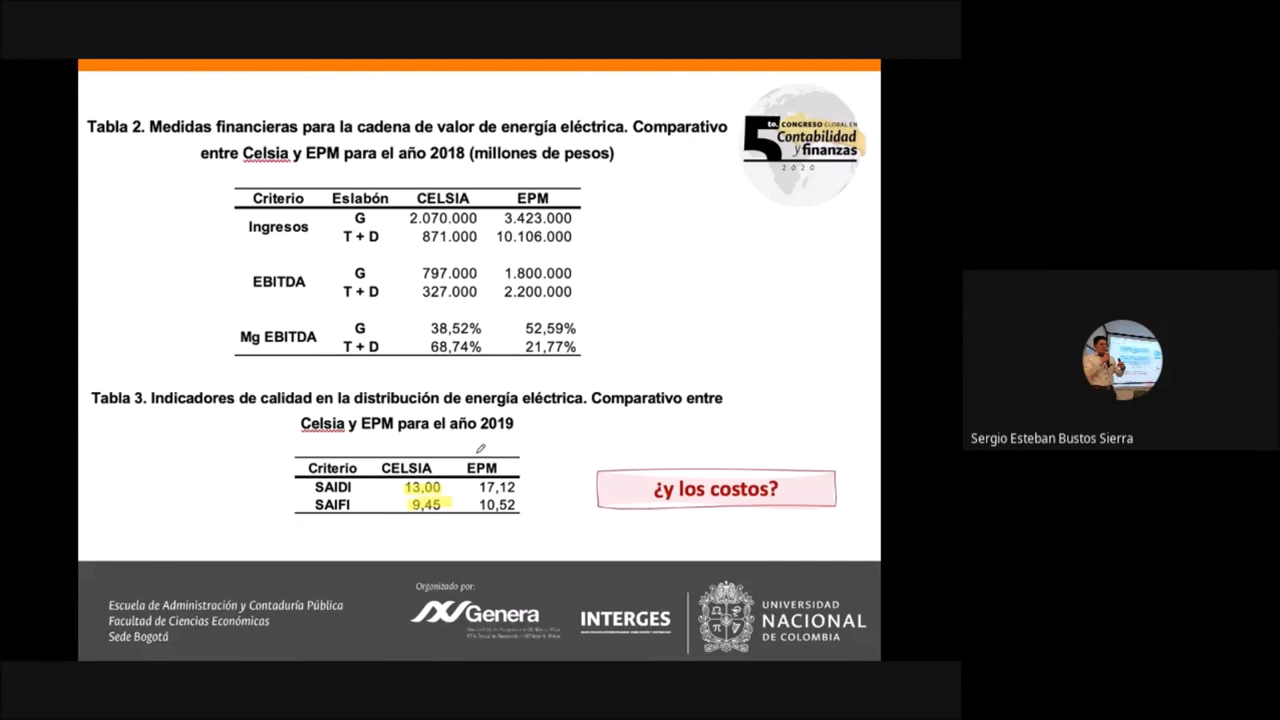 Tabla 2. Medidas financieras para la cadena de valor de energía eléctrica. Comparativo
entre Celsia y EPM para el año 2018 (millones de pesos)
5to. CONGRESO GLOBAL EN
Contabilidad
y finanzas
2020
Criterio Eslabón CELSIA EPM
Ingresos
G 2.070.000 3.423.000
T + D 871.000 10.106.000
EBITDA
G 797.000 1.800.000
T + D 327.000 2.200.000
Mg EBITDA
G 38,52% 52,59%
T + D 68,74% 21,77%
Tabla 3. Indicadores de calidad en la distribución de energía eléctrica. Comparativo entre
Celsia y EPM para el año 2019
Criterio CELSIA EPM
SAIDI 13,00 17,12
SAIFI 9,45 10,52
¿y los costos?
Sergio Esteban Bustos Sierra
Escuela de Administración y Contaduría Pública
Facultad de Ciencias Económicas
Sede Bogotá
Organizado por:
Genera
INTERGES
UNIVERSIDAD
NACIONAL
DE COLOMBIA